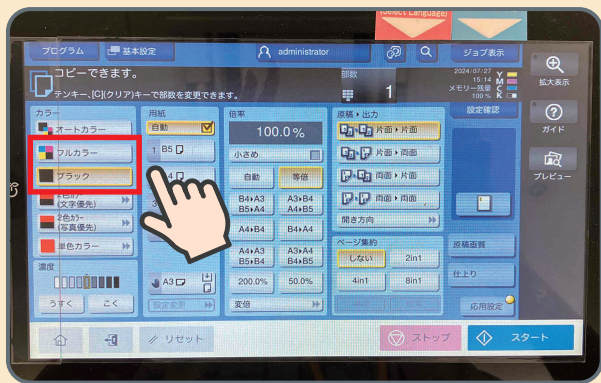 (Select Language)
プログラム
基本設定
administrator
ジョブ表示
コピーできます。
テンキー、[C](クリア)キーで部数を変更できます。
部数
1
2024/07/27
15:14
メモリー残量
100 %
Y
M
C
K
拡大表示
ガイド
プレビュー
カラー
オートカラー
フルカラー
ブラック
2色カラー
(文字優先)
2色カラー
(写真優先)
単色カラー
濃度
うすく
こく
用紙
自動
1 B5
A3
設定変更
倍率
100.0%
小さめ
自動
等倍
B4▸A3
B5▸A4
A3▸B4
A4▸B5
A4▸B4
B4▸A4
A4▸A3
B5▸B4
A3▸A4
B4▸B5
200.0%
50.0%
変倍
原稿▸出力
片面▸片面
片面▸両面
両面▸両面
両面▸片面
開き方向
ページ集約
しない
2in1
4in1
8in1
設定確認
原稿画質
仕上り
応用設定
リセット
ストップ
スタート